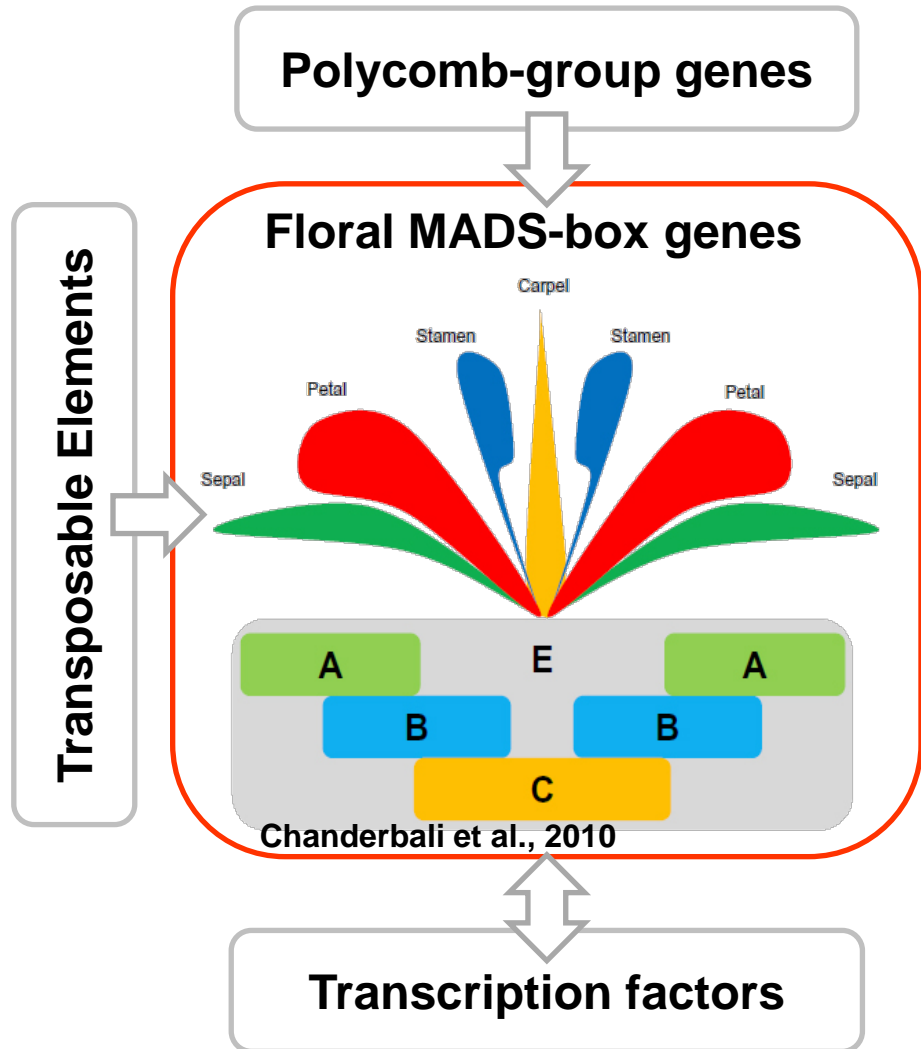 Polycomb-group genes
Transposable Elements
Floral MADS-box genes
Carpel
Stamen Stamen
Petal Petal
Sepal Sepal
A E A
B B
C
Chanderbali et al., 2010
Transcription factors